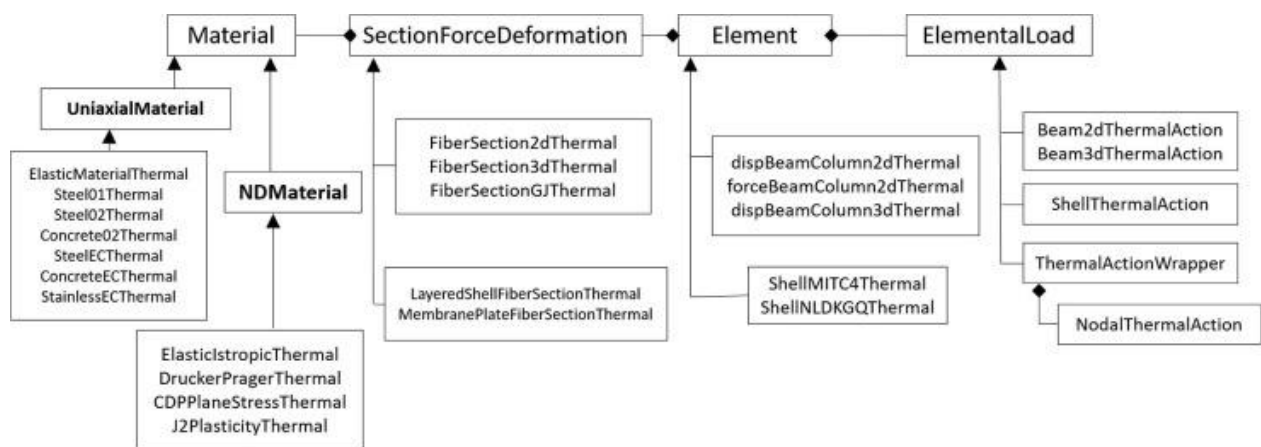 Material
SectionForceDeformation
Element
ElementalLoad
UniaxialMaterial
ElasticMaterialThermal
Steel01Thermal
Steel02Thermal
Concrete02Thermal
SteelECThermal
ConcreteECThermal
StainlessECThermal
NDMaterial
ElasticIstropicThermal
DruckerPragerThermal
CDPPlaneStressThermal
J2PlasticityThermal
FiberSection2dThermal
FiberSection3dThermal
FiberSectionGJThermal
LayeredShellFiberSectionThermal
MembranePlateFiberSectionThermal
dispBeamColumn2dThermal
forceBeamColumn2dThermal
dispBeamColumn3dThermal
ShellMITC4Thermal
ShellNLDKGQThermal
Beam2dThermalAction
Beam3dThermalAction
ShellThermalAction
ThermalActionWrapper
NodalThermalAction